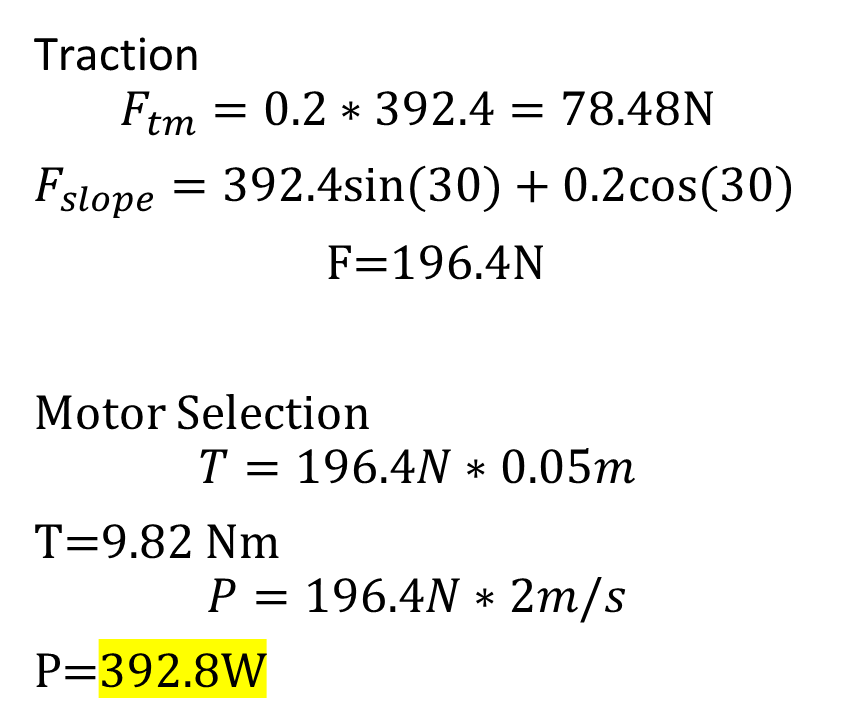 Traction
F_tm = 0.2 * 392.4 = 78.48N
F_slope = 392.4sin(30) + 0.2cos(30)
F=196.4N
Motor Selection
T = 196.4N * 0.05m
T=9.82 Nm
P = 196.4N * 2m/s
P=392.8W